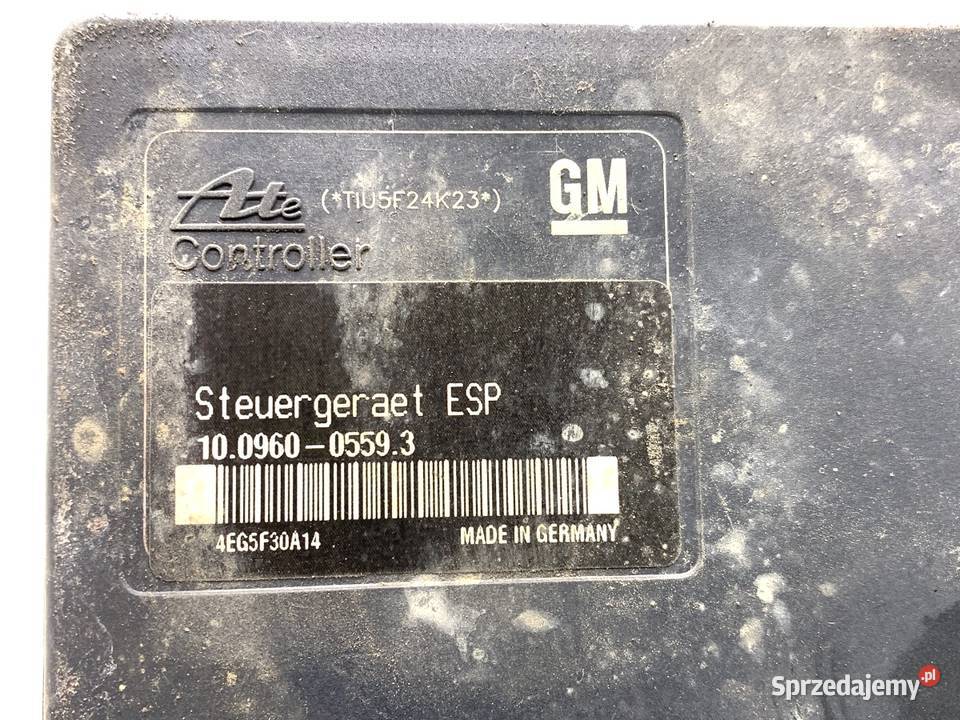 Ate (*TIU5F24K23*) GM
Controller
Steuergeraet ESP
10.0960-0559.3
4EG5F30A14 MADE IN GERMANY
Sprzedajemy.pl